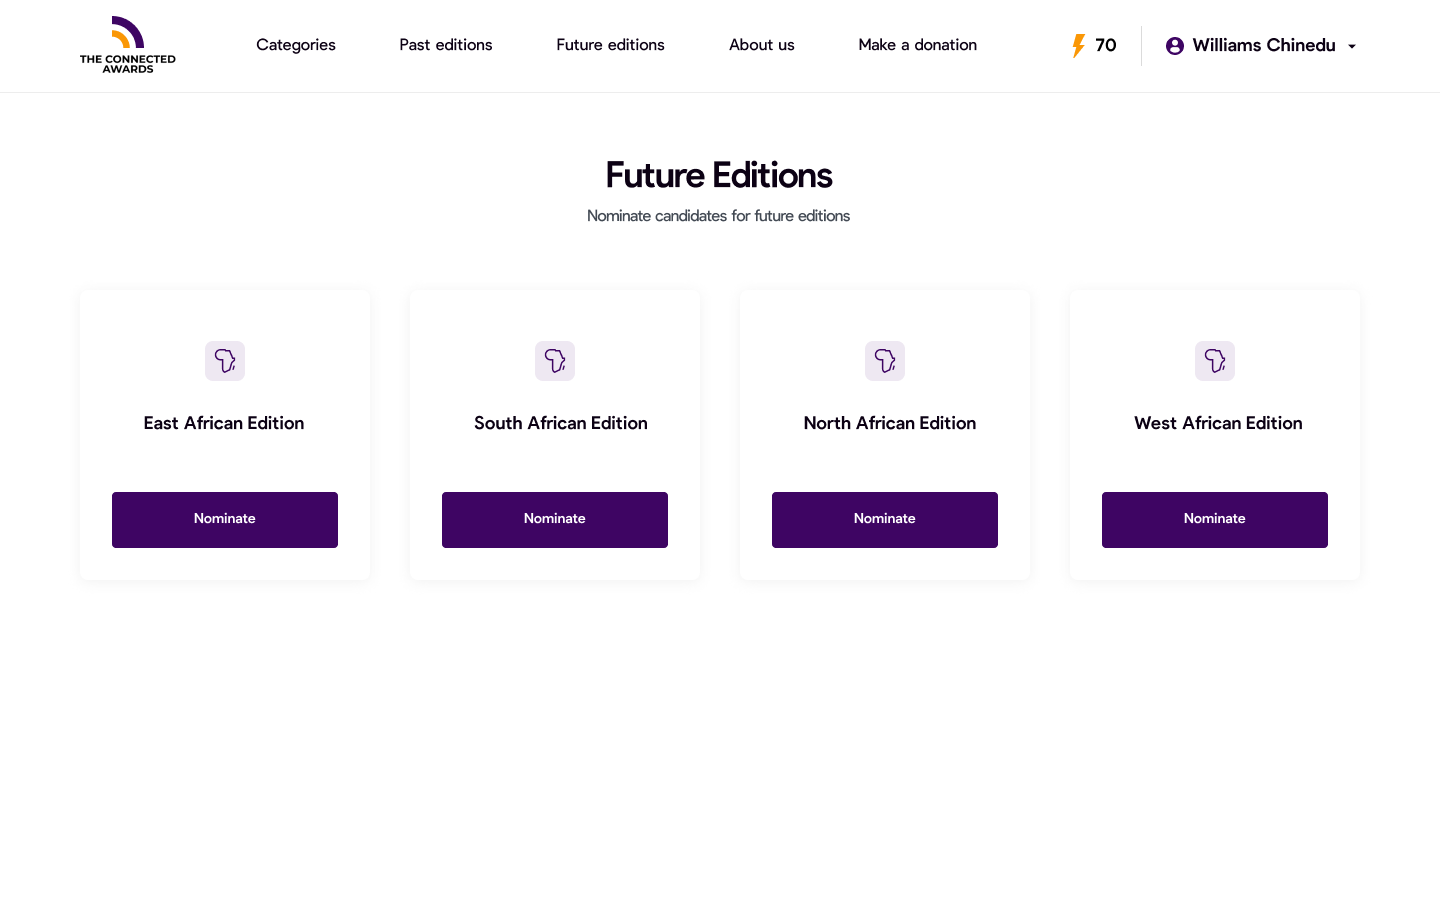 THE CONNECTED
AWARDS
Categories
Past editions
Future editions
About us
Make a donation
70
Williams Chinedu
Future Editions
Nominate candidates for future editions
East African Edition
South African Edition
North African Edition
West African Edition
Nominate
Nominate
Nominate
Nominate